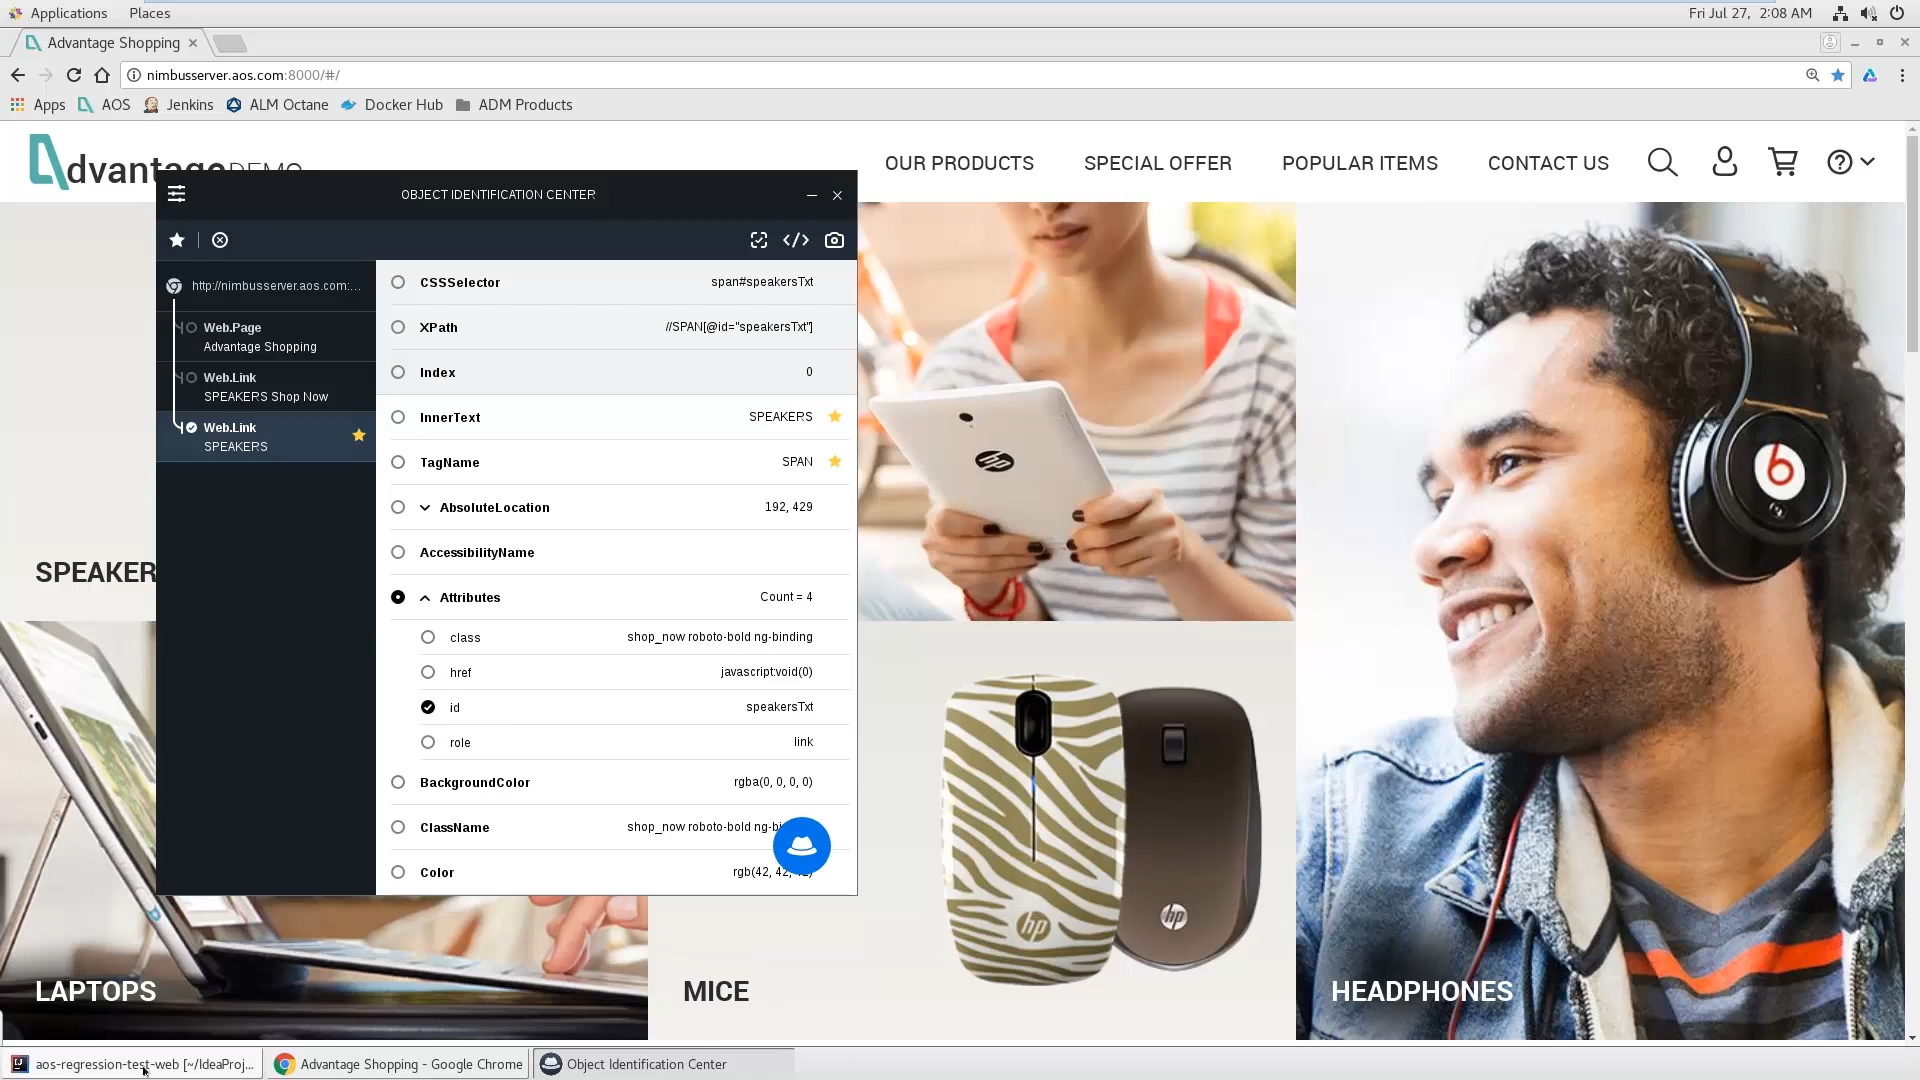 Applications Places
Fri Jul 27, 2:08 AM
Advantage Shopping
nimbusserver.aos.com:8000/#/
Apps AOS Jenkins ALM Octane Docker Hub ADM Products
dvantage DEMO
OUR PRODUCTS SPECIAL OFFER POPULAR ITEMS CONTACT US
OBJECT IDENTIFICATION CENTER
http://nimbusserver.aos.com:...
Web.Page
Advantage Shopping
Web.Link
SPEAKERS Shop Now
Web.Link
SPEAKERS
CSSSelector span#speakersTxt
XPath //SPAN[@id="speakersTxt"]
Index 0
InnerText SPEAKERS
TagName SPAN
AbsoluteLocation 192, 429
AccessibilityName
Attributes Count = 4
class shop_now roboto-bold ng-binding
href javascript:void(0)
id speakersTxt
role link
BackgroundColor rgba(0, 0, 0, 0)
ClassName shop_now roboto-bold ng-bi
Color rgb(42, 42,
SPEAKER
LAPTOPS
MICE
HEADPHONES
hp
hp
hp
b
aos-regression-test-web [~/IdeaProj...
Advantage Shopping - Google Chrome
Object Identification Center